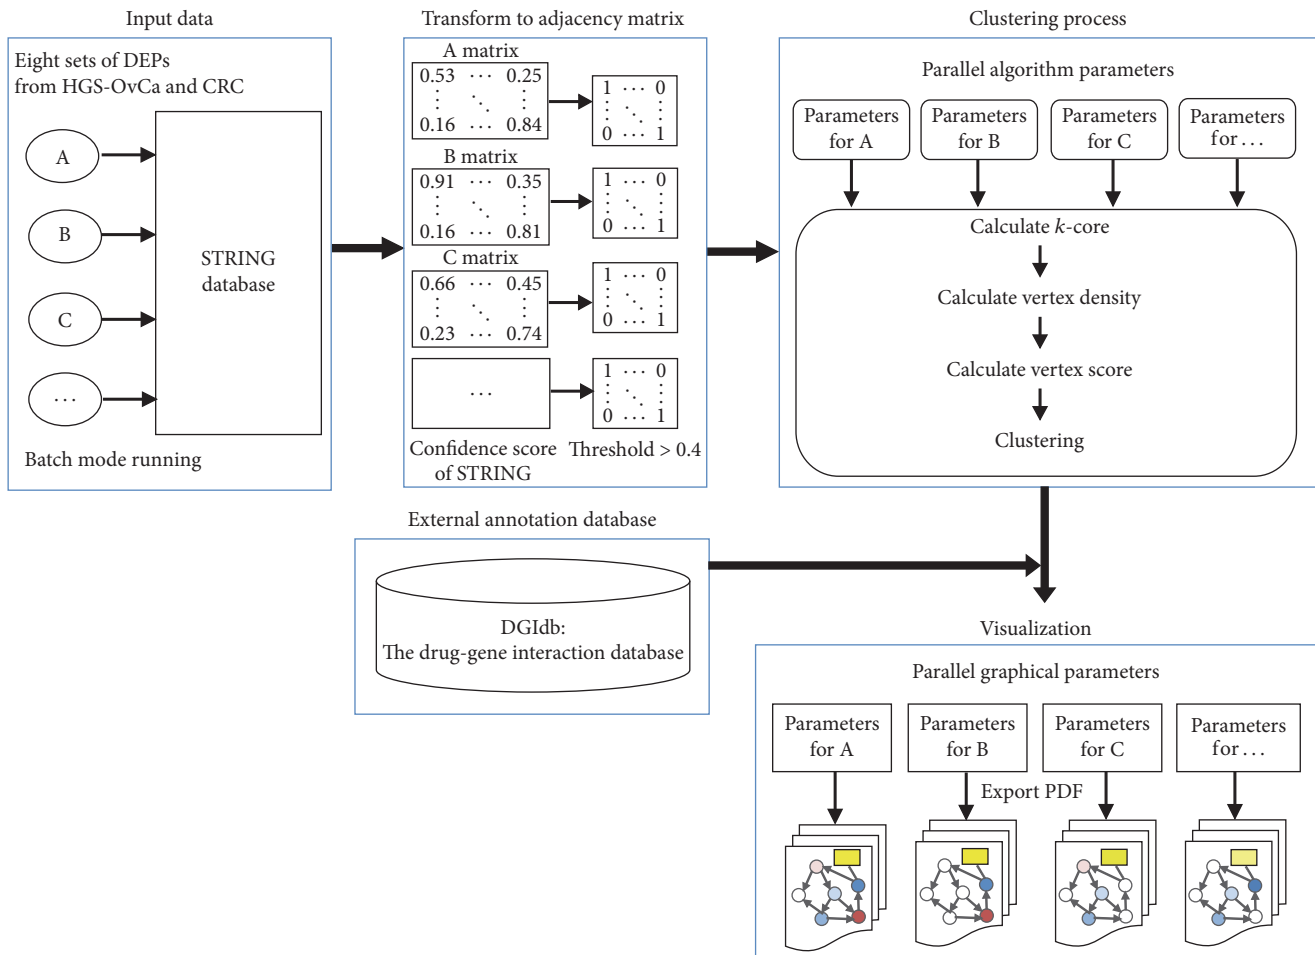 Input data
Eight sets of DEPs
from HGS-OvCa and CRC
A
B
C
...
STRING
database
Batch mode running
Transform to adjacency matrix
A matrix
0.53 ... 0.25
0.16 ... 0.84
1 ... 0
0 ... 1
B matrix
0.91 ... 0.35
0.16 ... 0.81
1 ... 0
0 ... 1
C matrix
0.66 ... 0.45
0.23 ... 0.74
1 ... 0
0 ... 1
...
1 ... 0
0 ... 1
Confidence score
of STRING
Threshold > 0.4
Clustering process
Parallel algorithm parameters
Parameters
for A
Parameters
for B
Parameters
for C
Parameters
for ...
Calculate k-core
Calculate vertex density
Calculate vertex score
Clustering
External annotation database
DGIdb:
The drug-gene interaction database
Visualization
Parallel graphical parameters
Parameters
for A
Parameters
for B
Parameters
for C
Parameters
for ...
Export PDF